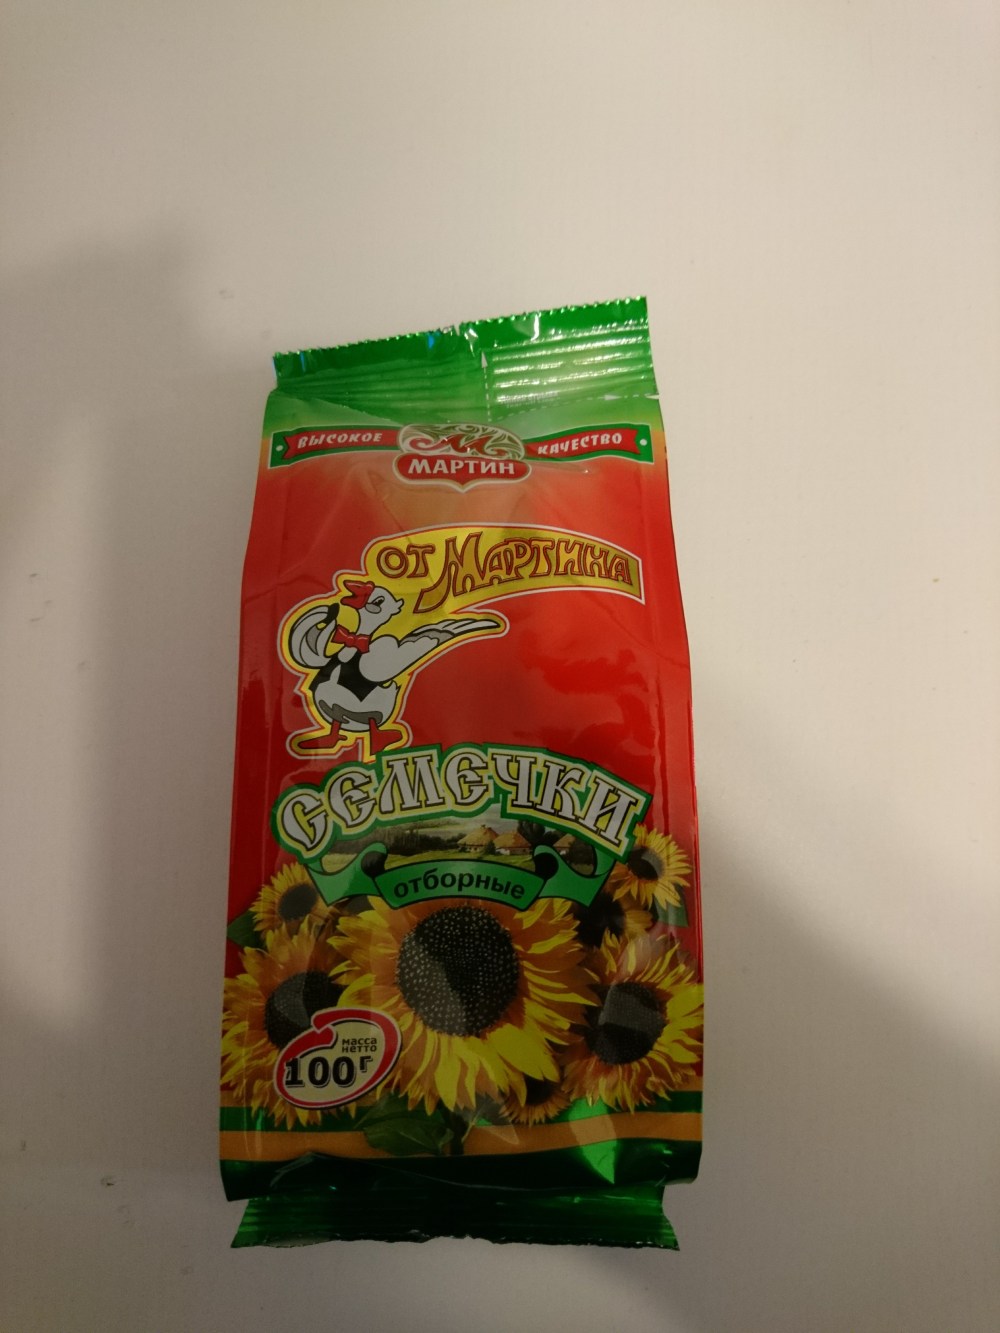 ВЫСОКОЕ
КАЧЕСТВО
М
МАРТИН
ОТ МАРТИНА
СЕМЕЧКИ
отборные
масса
нетто
100г